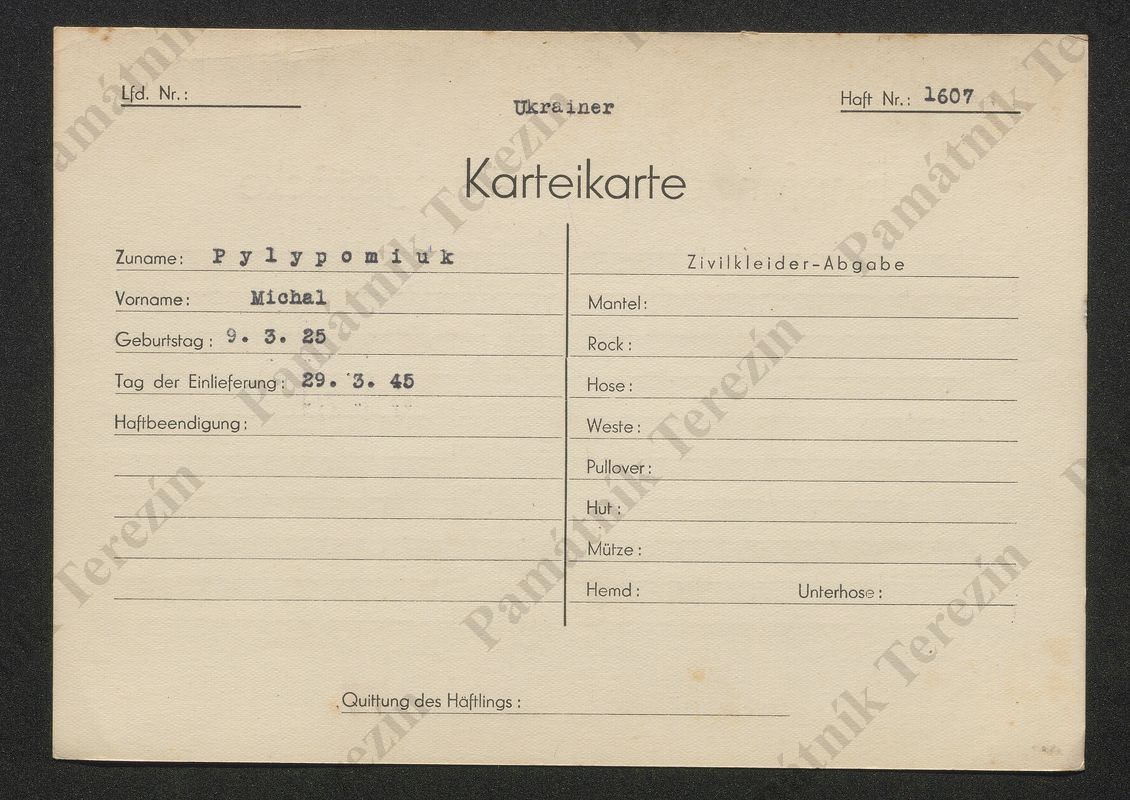 Lfd. Nr.:
Ukrainer
Haft Nr.: 1607
Karteikarte
Zuname: Pylypomiuk
Vorname: Michal
Geburtstag: 9. 3. 25
Tag der Einlieferung: 29. 3. 45
Haftbeendigung:
Zivilkleider-Abgabe
Mantel:
Rock:
Hose:
Weste:
Pullover:
Hut:
Mütze:
Hemd: Unterhose:
Quittung des Häftlings:
Památník Terezín